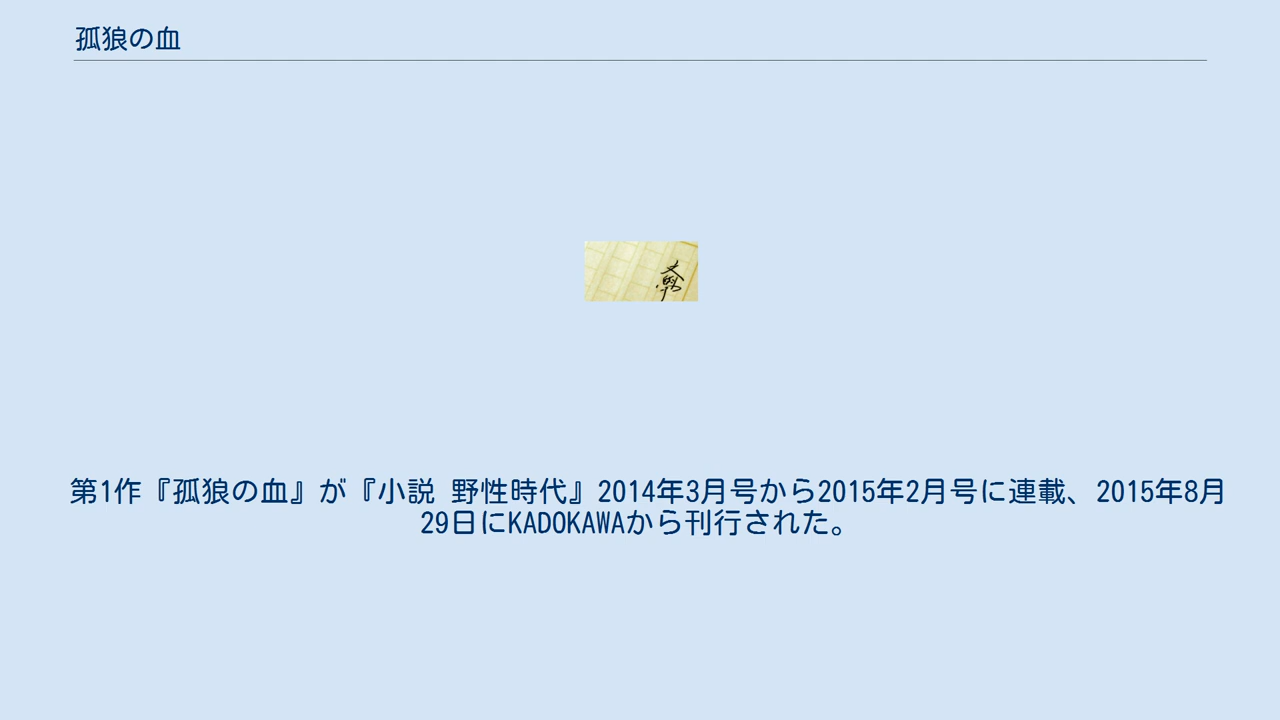 孤狼の血
第1作『孤狼の血』が『小説 野性時代』2014年3月号から2015年2月号に連載、2015年8月
29日にKADOKAWAから刊行された。